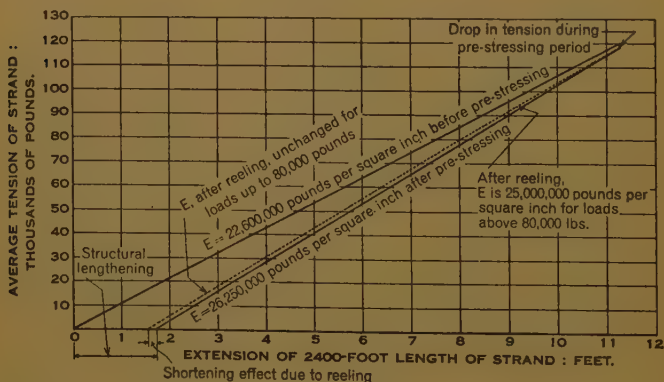 AVERAGE TENSION OF STRAND :
THOUSANDS OF POUNDS.
130
120
110
100
90
80
70
60
50
40
30
20
10
Drop in tension during
pre-stressing period
E, after reeling, unchanged for
loads up to 80,000 pounds
E = 22,600,000 pounds per square inch before pre-stressing
E = 26,250,000 pounds per square inch after pre-stressing
After reeling,
E is 25,000,000 pounds per
square inch for loads
above 80,000 lbs.
Structural
lengthening
0 1 2 3 4 5 6 7 8 9 10 11 12
EXTENSION OF 2400-FOOT LENGTH OF STRAND : FEET.
Shortening effect due to reeling